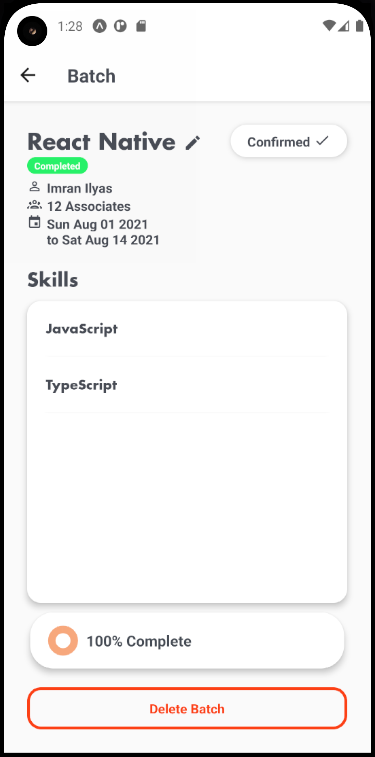 1:28
Batch
React Native
Confirmed
Completed
Imran Ilyas
12 Associates
Sun Aug 01 2021
to Sat Aug 14 2021
Skills
JavaScript
TypeScript
100% Complete
Delete Batch